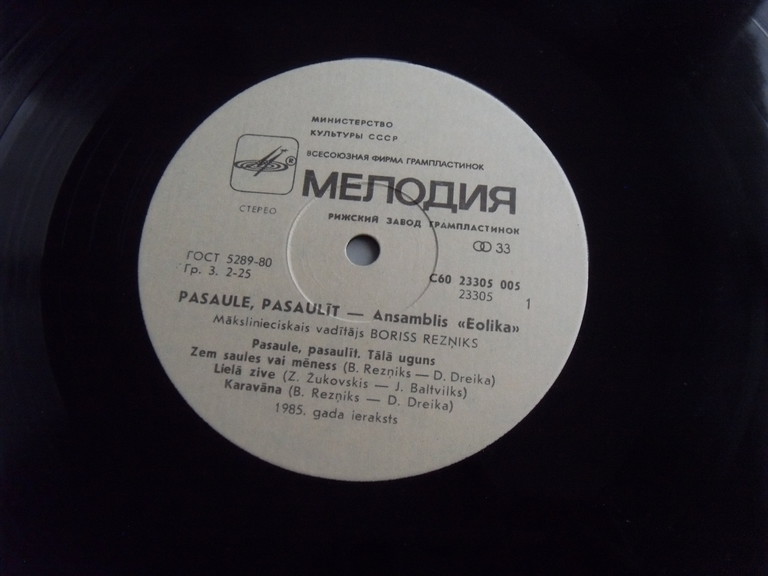 МИНИСТЕРСТВО
КУЛЬТУРЫ СССР
ВСЕСОЮЗНАЯ ФИРМА ГРАМПЛАСТИНОК
®
МЕЛОДИЯ
СТЕРЕО
РИЖСКИЙ ЗАВОД ГРАМПЛАСТИНОК
33
ГОСТ 5289-80
Гр. 3. 2-25
С60 23305 005
23305 1
PASAULE, PASAULĪT — Ansamblis «Eolika»
Mākslinieciskais vadītājs BORISS REZŅIKS
Pasaule, pasaulīt. Tālā uguns
Zem saules vai mēness (B. Rezņiks — D. Dreika)
Lielā zive (Z. Žukovskis — J. Baltvilks)
Karavāna (B. Rezņiks — D. Dreika)
1985. gada ieraksts